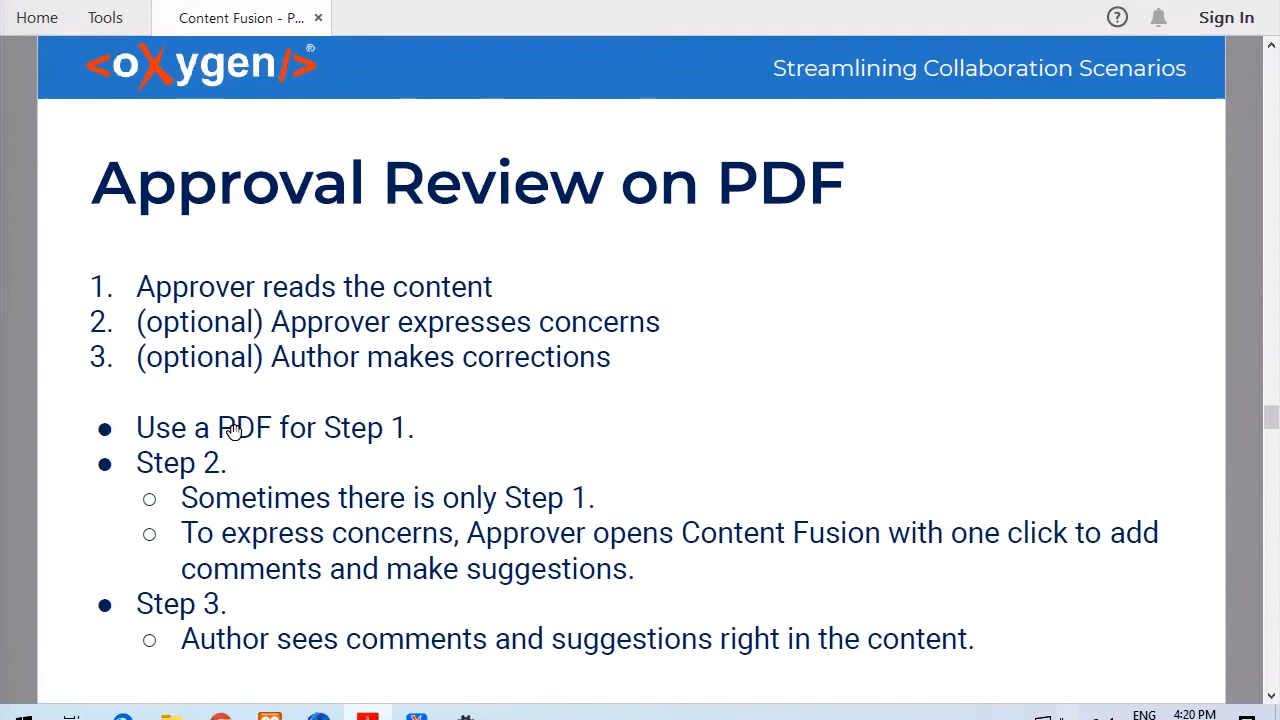 Home Tools Content Fusion - P... × ? Sign In
<oXygen/>® Streamlining Collaboration Scenarios
Approval Review on PDF
1. Approver reads the content
2. (optional) Approver expresses concerns
3. (optional) Author makes corrections
● Use a PDF for Step 1.
● Step 2.
○ Sometimes there is only Step 1.
○ To express concerns, Approver opens Content Fusion with one click to add
comments and make suggestions.
● Step 3.
○ Author sees comments and suggestions right in the content.
ENG 4:20 PM